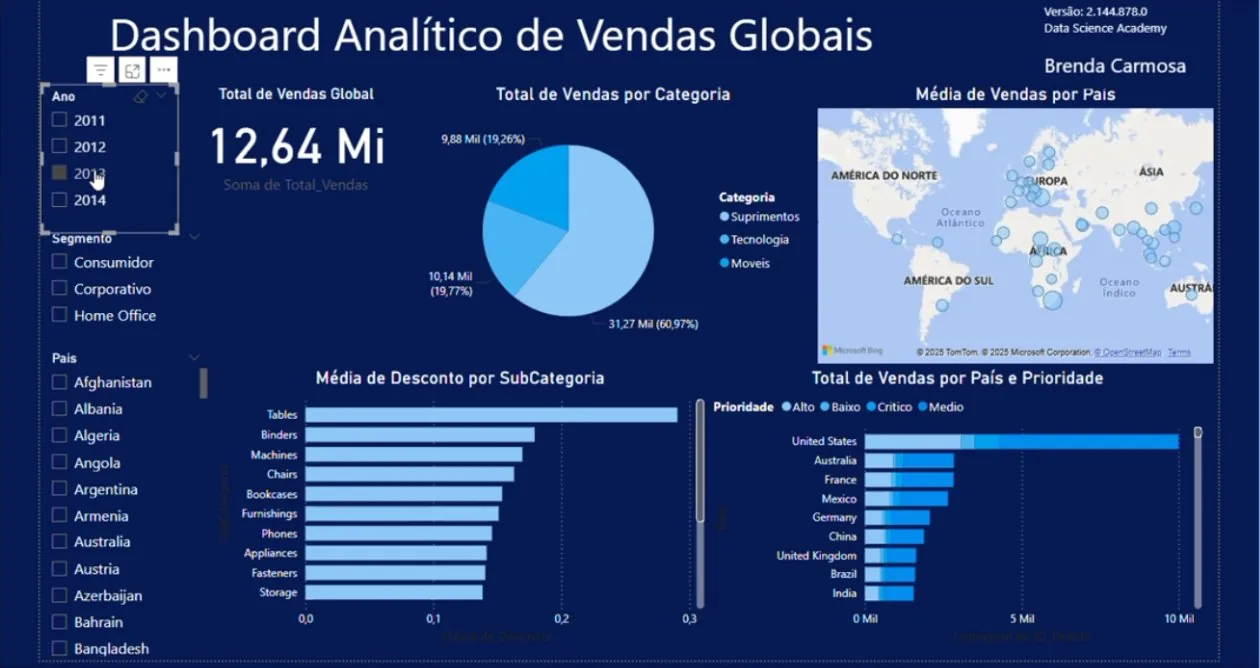 Dashboard Analítico de Vendas Globais
Versão: 2.144.878.0
Data Science Academy
Brenda Carmosa
Ano
2011
2012
2013
2014
Segmento
Consumidor
Corporativo
Home Office
Pais
Afghanistan
Albania
Algeria
Angola
Argentina
Armenia
Australia
Austria
Azerbaijan
Bahrain
Bangladesh
Total de Vendas Global
12,64 Mi
Soma de Total_Vendas
Total de Vendas por Categoria
9,88 Mil (19,26%)
10,14 Mil
(19,77%)
31,27 Mil (60,97%)
Categoria
Suprimentos
Tecnologia
Moveis
Média de Vendas por País
AMÉRICA DO NORTE
EUROPA
ÁSIA
Oceano
Atlântico
ÁFRICA
AMÉRICA DO SUL
Oceano
Índico
AUSTRÁ
Microsoft Bing
© 2025 TomTom, © 2025 Microsoft Corporation, © OpenStreetMap Terms
Média de Desconto por SubCategoria
Tables
Binders
Machines
Chairs
Bookcases
Furnishings
Phones
Appliances
Fasteners
Storage
0,0 0,1 0,2 0,3
Total de Vendas por País e Prioridade
Prioridade Alto Baixo Critico Medio
United States
Australia
France
Mexico
Germany
China
United Kingdom
Brazil
India
0 Mil 5 Mil 10 Mil